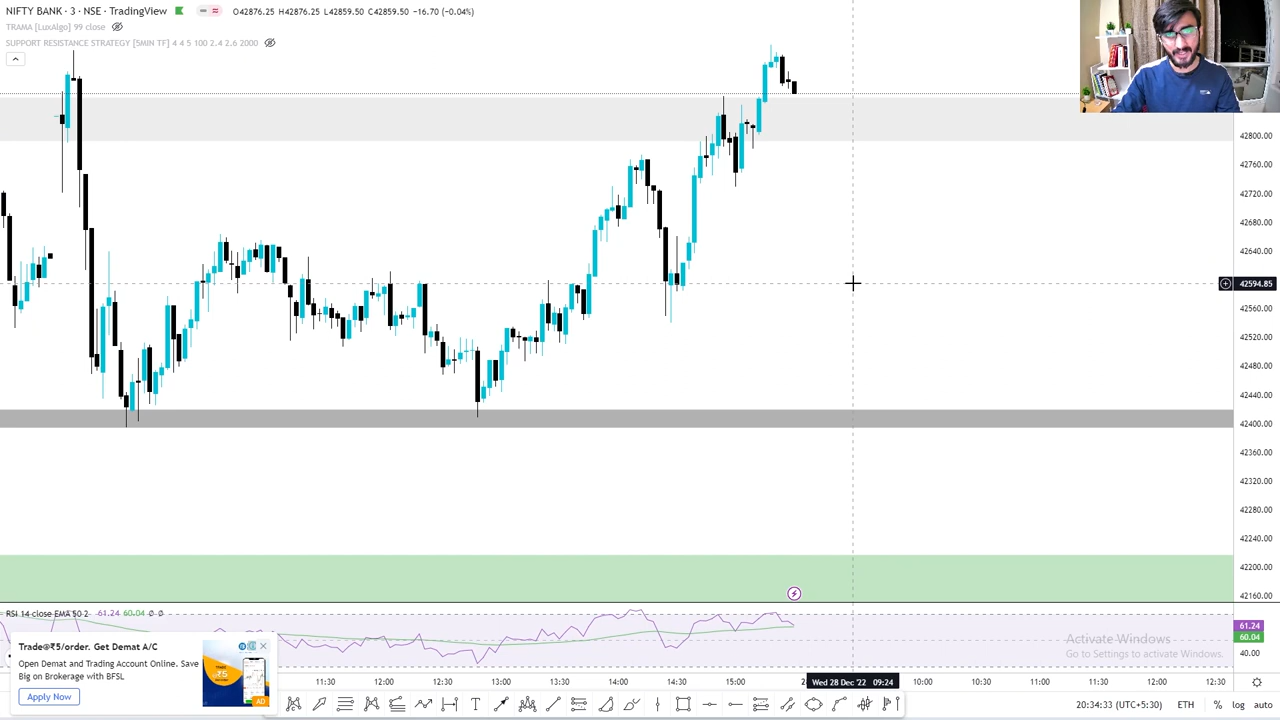 NIFTY BANK · 3 · NSE · TradingView O42876.25 H42876.25 L42859.50 C42859.50 −16.70 (−0.04%)
TRAMA [LuxAlgo] 99 close
SUPPORT RESISTANCE STRATEGY [5MIN TF] 4 4 5 100 2.4 2.6 2000
42800.00
42760.00
42720.00
42680.00
42640.00
42594.85
42560.00
42520.00
42480.00
42440.00
42400.00
42360.00
42320.00
42280.00
42240.00
42200.00
42160.00
RSI 14 close EMA 50 2 61.24 60.04 Ø Ø
61.24
60.04
40.00
Activate Windows
Go to Settings to activate Windows.
Trade@₹5/order. Get Demat A/C
Open Demat and Trading Account Online. Save
Big on Brokerage with BFSL
Apply Now
AD
11:30 12:00 12:30 13:00 13:30 14:00 14:30 15:00 Wed 28 Dec '22 09:24 10:00 10:30 11:00 11:30 12:00 12:30
20:04:33 (UTC+5:30) ETH % log auto